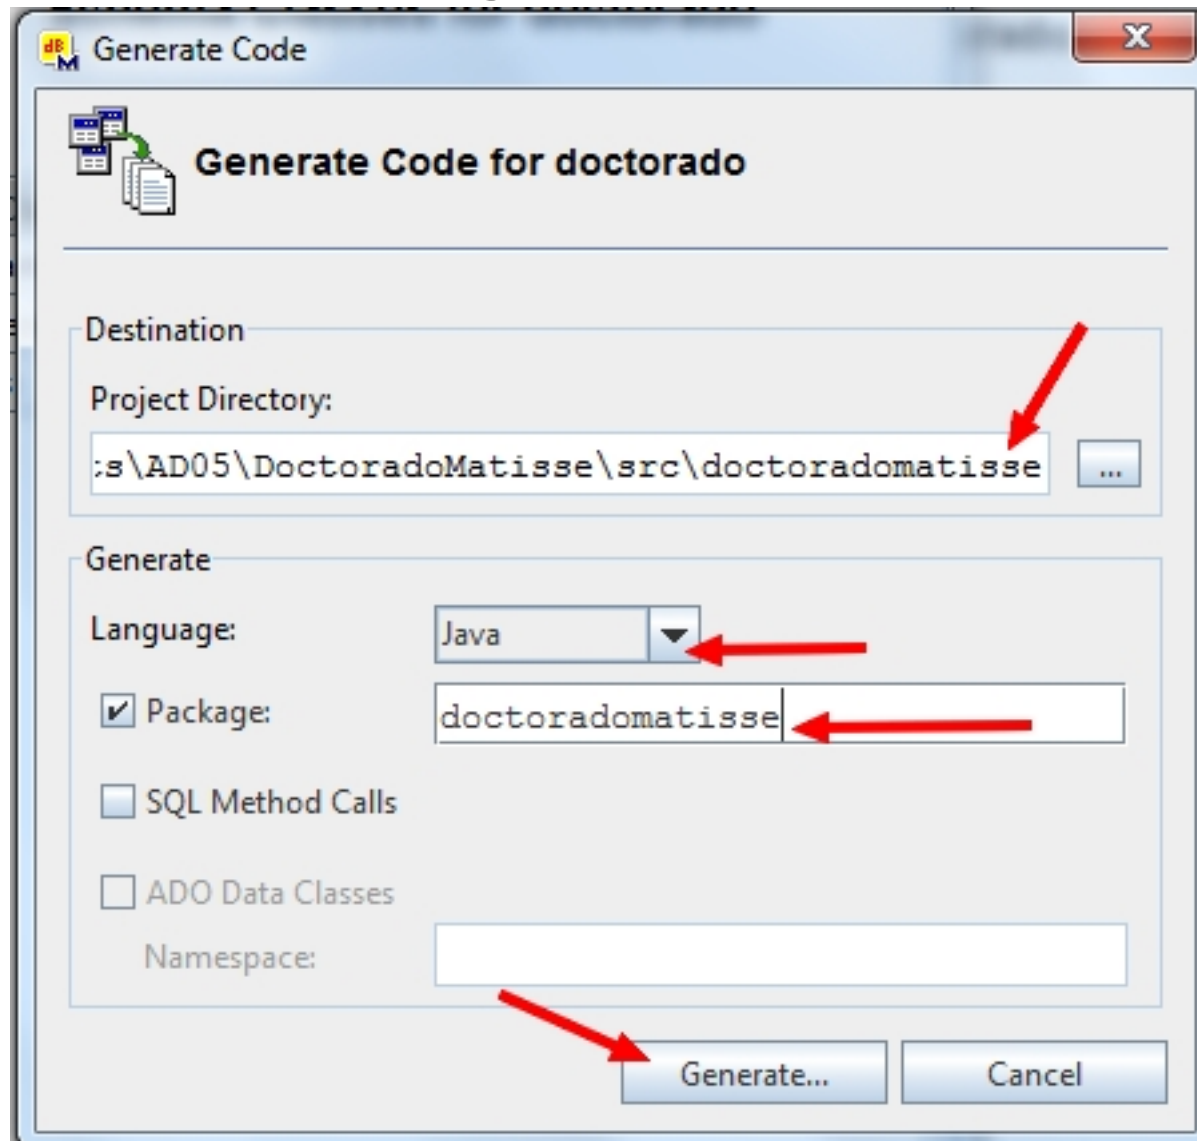 dB
M
Generate Code
Generate Code for doctorado
Destination
Project Directory:
:s\AD05\DoctoradoMatisse\src\doctoradomatisse
...
Generate
Language:
Java
Package:
doctoradomatisse
SQL Method Calls
ADO Data Classes
Namespace:
Generate...
Cancel